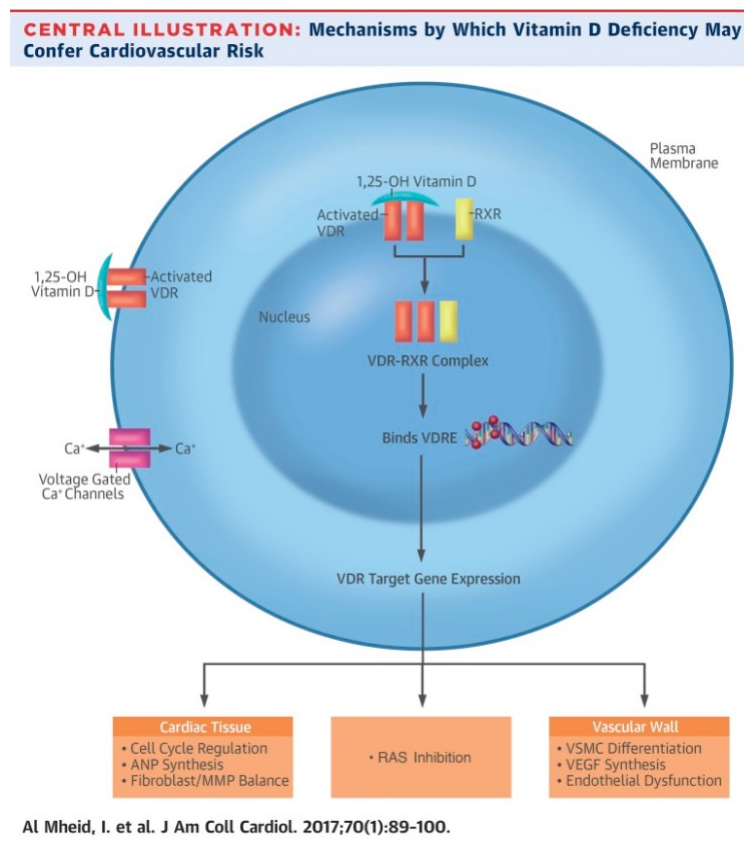 CENTRAL ILLUSTRATION: Mechanisms by Which Vitamin D Deficiency May
Confer Cardiovascular Risk
Plasma
Membrane
1,25-OH Vitamin D
Activated
VDR
RXR
1,25-OH
Vitamin D
Activated
VDR
Nucleus
VDR-RXR Complex
Binds VDRE
Ca⁺
Ca⁺
Voltage Gated
Ca⁺ Channels
VDR Target Gene Expression
Cardiac Tissue
• Cell Cycle Regulation
• ANP Synthesis
• Fibroblast/MMP Balance
• RAS Inhibition
Vascular Wall
• VSMC Differentiation
• VEGF Synthesis
• Endothelial Dysfunction
Al Mheid, I. et al. J Am Coll Cardiol. 2017;70(1):89-100.